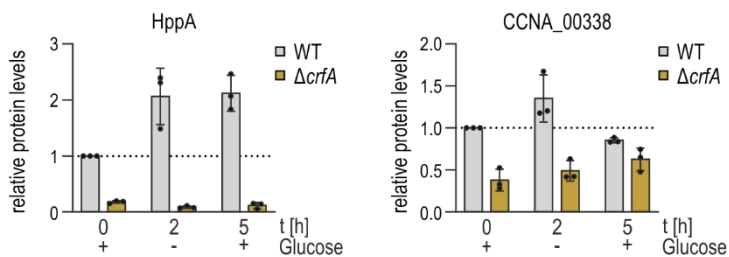 HppA
relative protein levels
3
2
1
0
WT
ΔcrfA
0 2 5 t [h]
+ - + Glucose
CCNA_00338
relative protein levels
2.0
1.5
1.0
0.5
0.0
WT
ΔcrfA
0 2 5 t [h]
+ - + Glucose